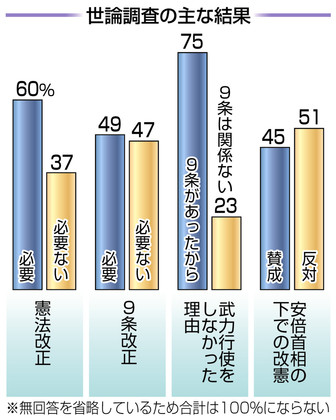 世論調査の主な結果
60%
37
必要
必要ない
憲法改正
49
47
必要
必要ない
9条改正
75
23
9条があったから
9条は関係ない
武力行使を
しなかった
理由
45
51
賛成
反対
安倍首相の
下での改憲
※無回答を省略しているため合計は100%にならない